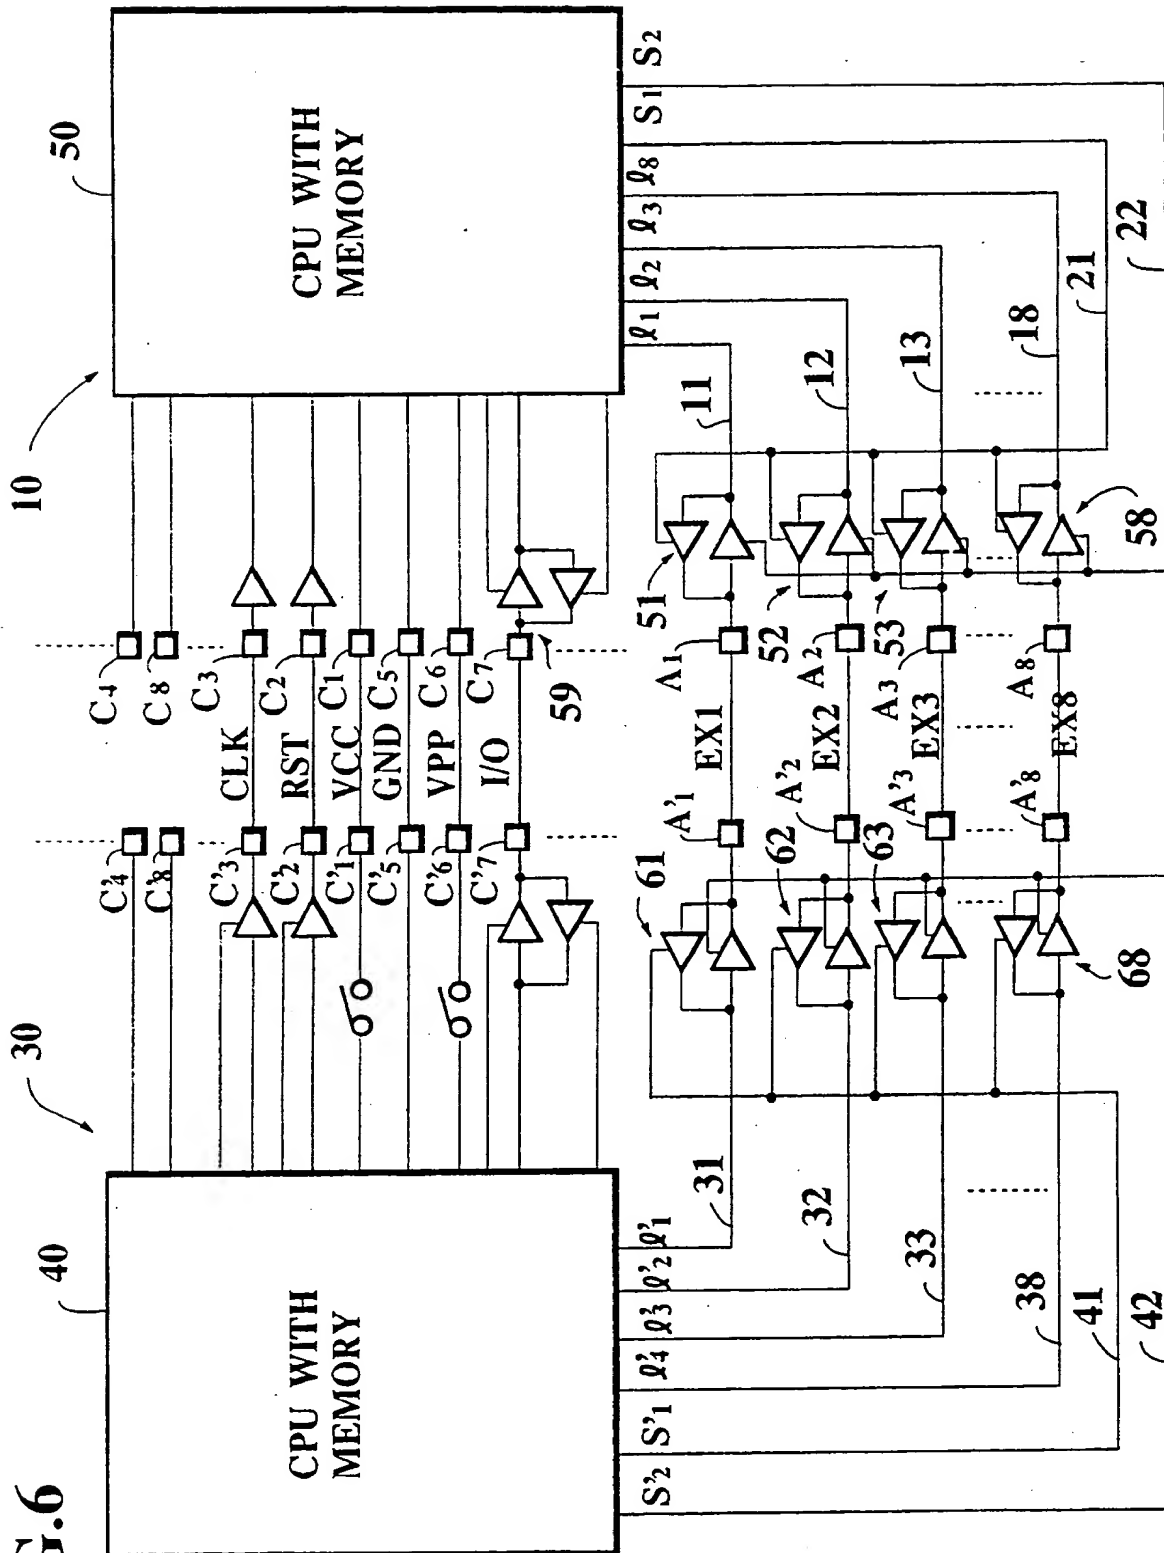 G.6
30
10
40
50
CPU WITH
MEMORY
CPU WITH
MEMORY
C'4
C4
C'8
C8
C'3
CLK
C3
C'2
RST
C2
C'1
VCC
C1
C'5
GND
C5
C'6
VPP
C6
C'7
I/O
C7
59
S'2
S'1
ℓ'4
ℓ'3
ℓ'2
ℓ'1
ℓ1
ℓ2
ℓ3
ℓ8
S1
S2
31
61
A'1
EX1
A1
51
11
32
62
A'2
EX2
A2
52
12
33
63
A'3
EX3
A3
53
13
38
68
A'8
EX8
A8
58
18
41
21
42
22